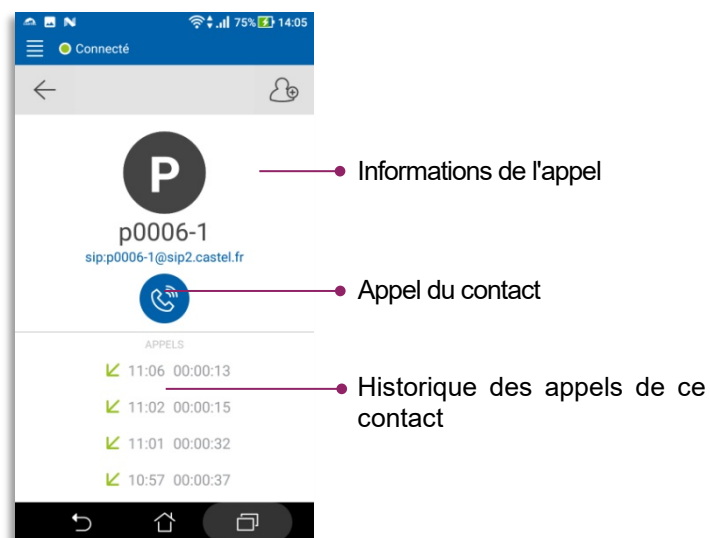 75% 14:05
Connecté
P
p0006-1
sip:p0006-1@sip2.castel.fr
APPELS
11:06 00:00:13
11:02 00:00:15
11:01 00:00:32
10:57 00:00:37
Informations de l'appel
Appel du contact
Historique des appels de ce
contact